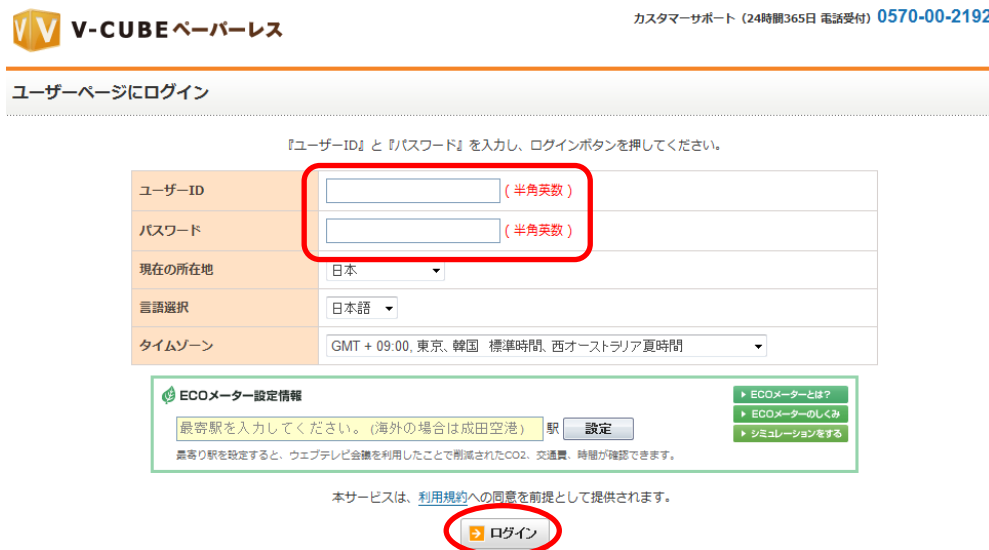 V-CUBE ペーパーレス
カスタマーサポート（24時間365日 電話受付）0570-00-2192
ユーザーページにログイン
『ユーザーID』と『パスワード』を入力し、ログインボタンを押してください。
ユーザーID ( 半角英数 )
パスワード ( 半角英数 )
現在の所在地 日本
言語選択 日本語
タイムゾーン GMT + 09:00, 東京、韓国 標準時間、西オーストラリア夏時間
ECOメーター設定情報
ECOメーターとは?
最寄駅を入力してください。(海外の場合は成田空港) 駅 設定
ECOメーターのしくみ
シミュレーションをする
最寄り駅を設定すると、ウェブテレビ会議を利用したことで削減されたCO2、交通費、時間が確認できます。
本サービスは、利用規約への同意を前提として提供されます。
ログイン